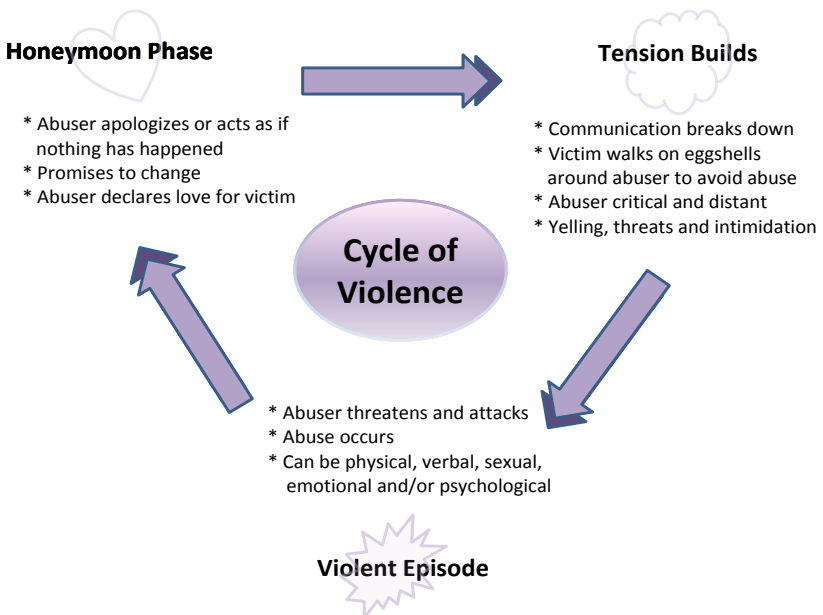 Honeymoon Phase
* Abuser apologizes or acts as if
nothing has happened
* Promises to change
* Abuser declares love for victim
Tension Builds
* Communication breaks down
* Victim walks on eggshells
around abuser to avoid abuse
* Abuser critical and distant
* Yelling, threats and intimidation
Cycle of
Violence
* Abuser threatens and attacks
* Abuse occurs
* Can be physical, verbal, sexual,
emotional and/or psychological
Violent Episode